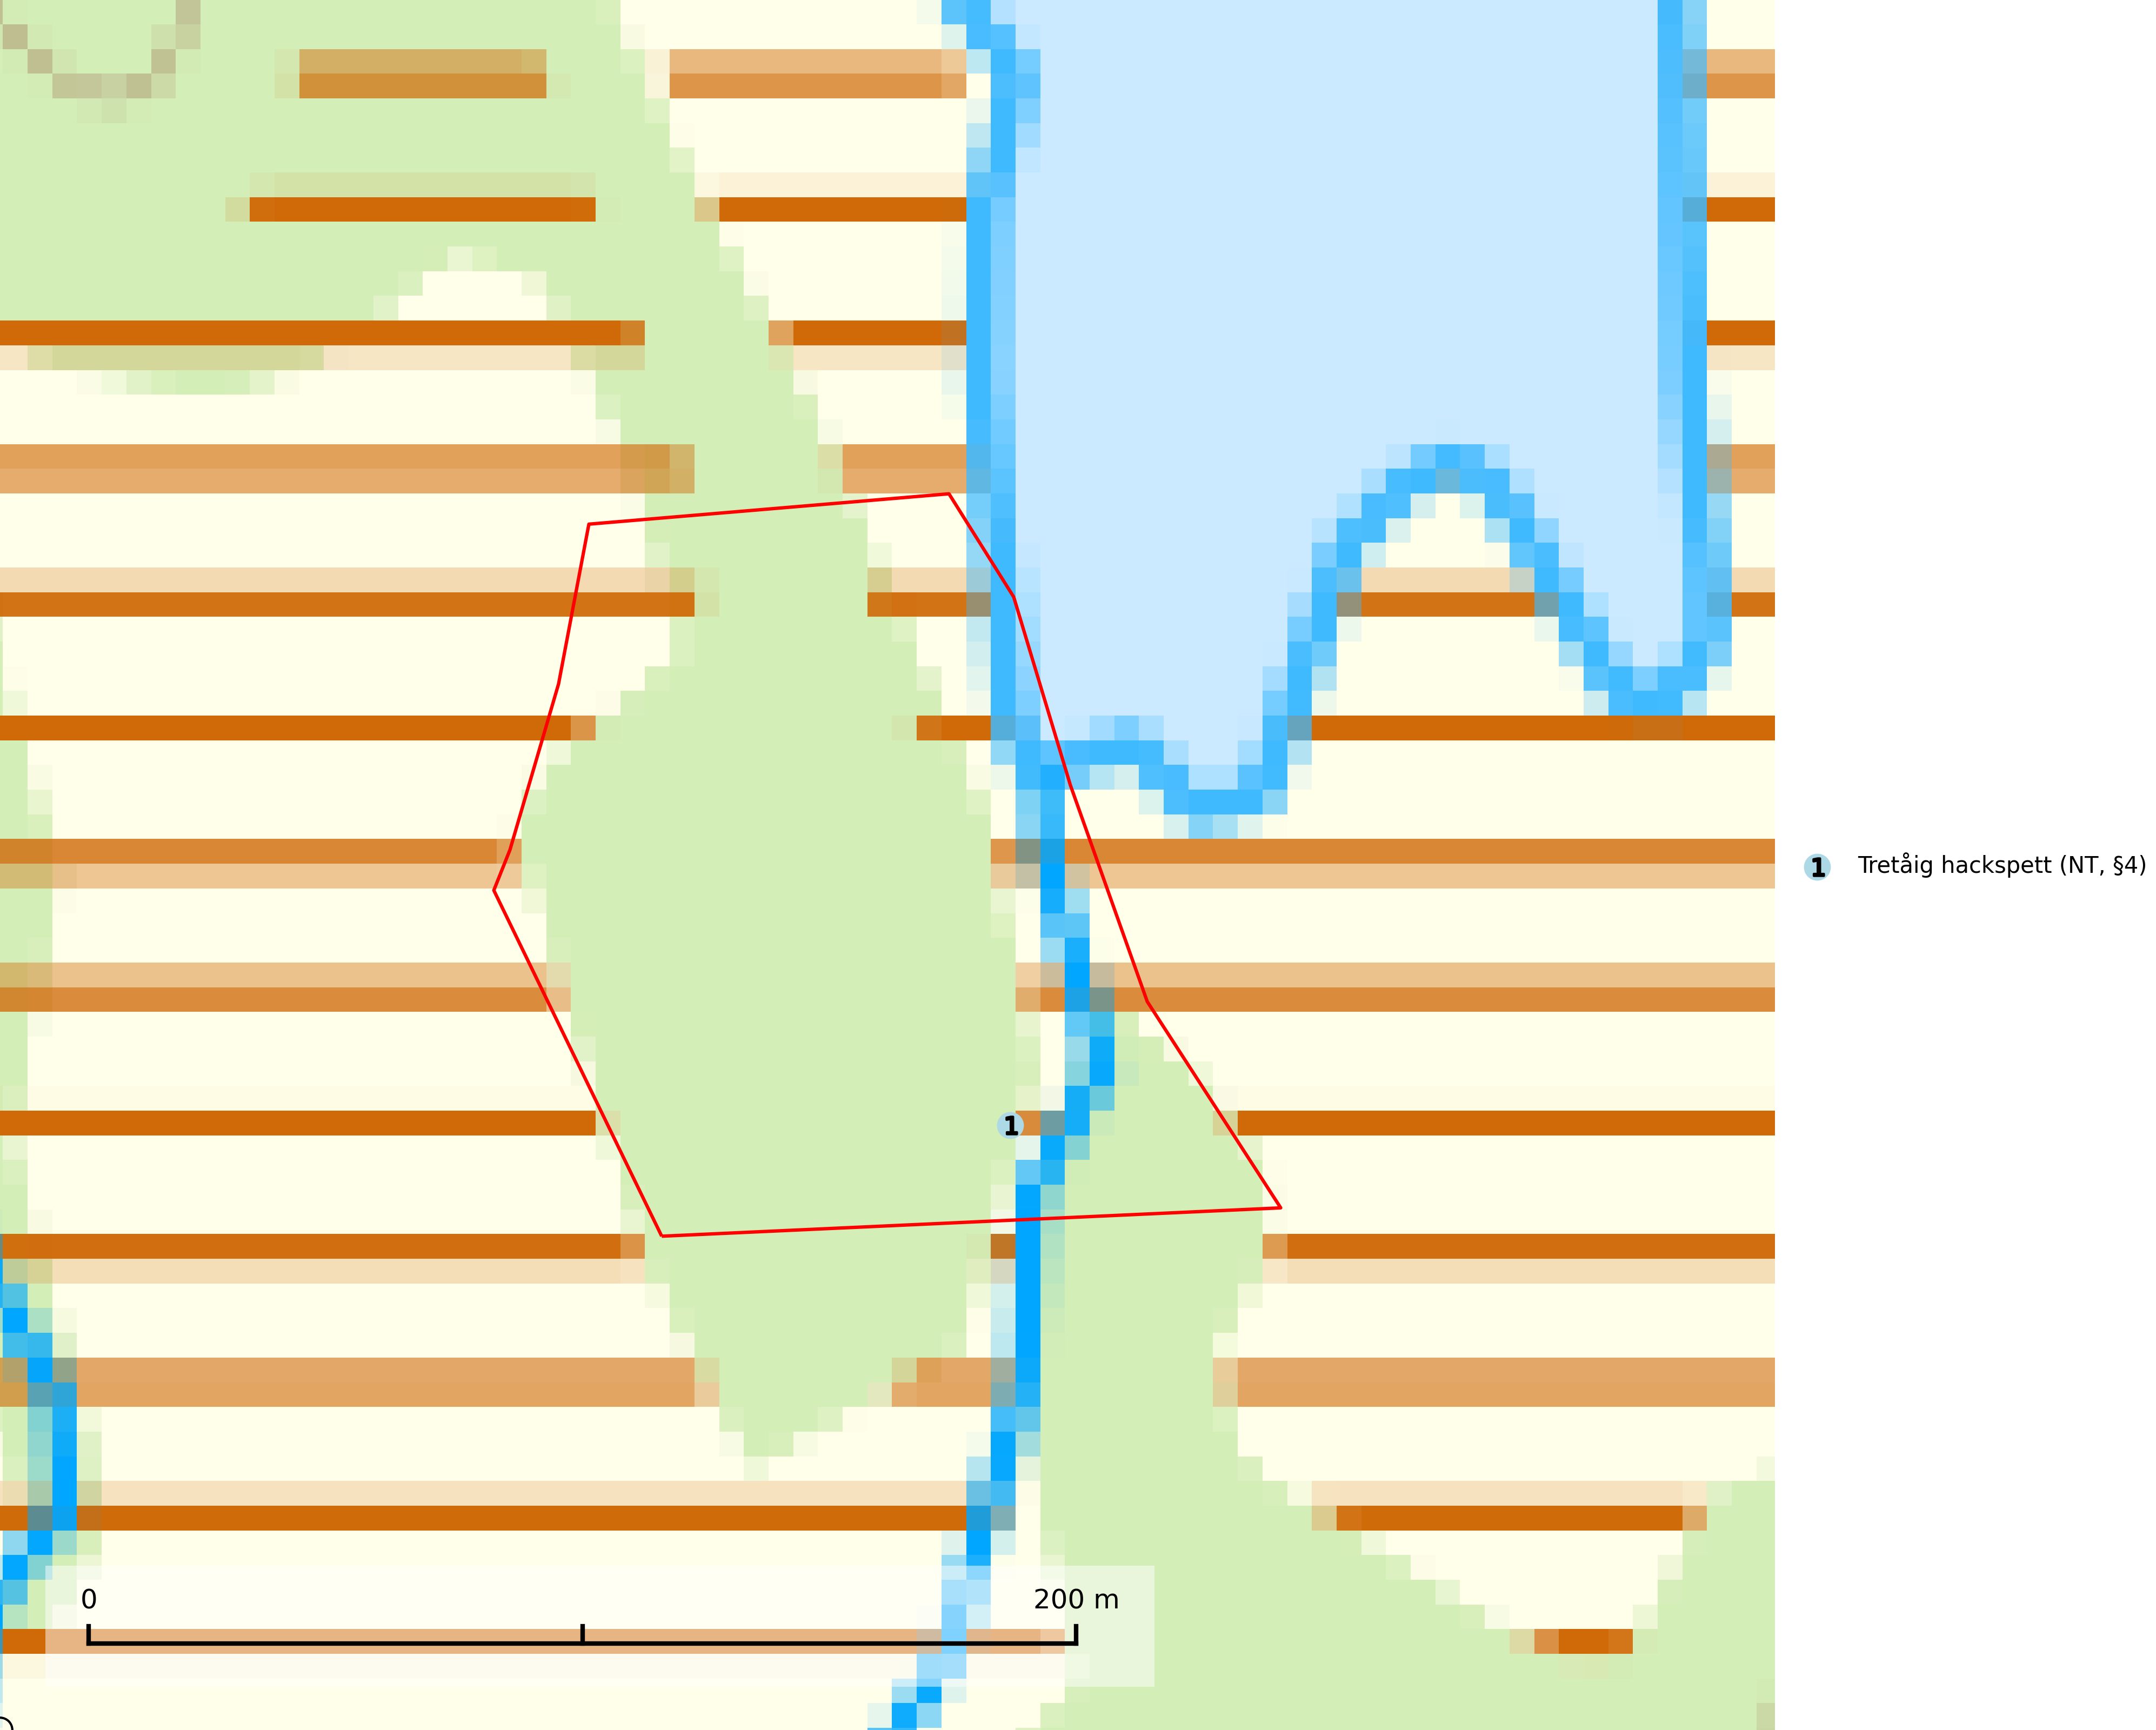 1 Tretåig hackspett (NT, §4)
1
0 200 m